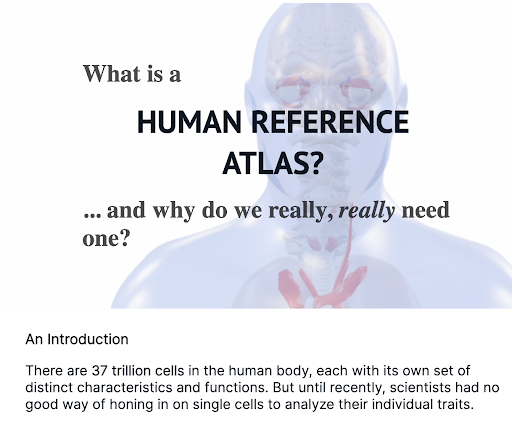 What is a
HUMAN REFERENCE
ATLAS?
... and why do we really, really need
one?
An Introduction
There are 37 trillion cells in the human body, each with its own set of
distinct characteristics and functions. But until recently, scientists had no
good way of honing in on single cells to analyze their individual traits.